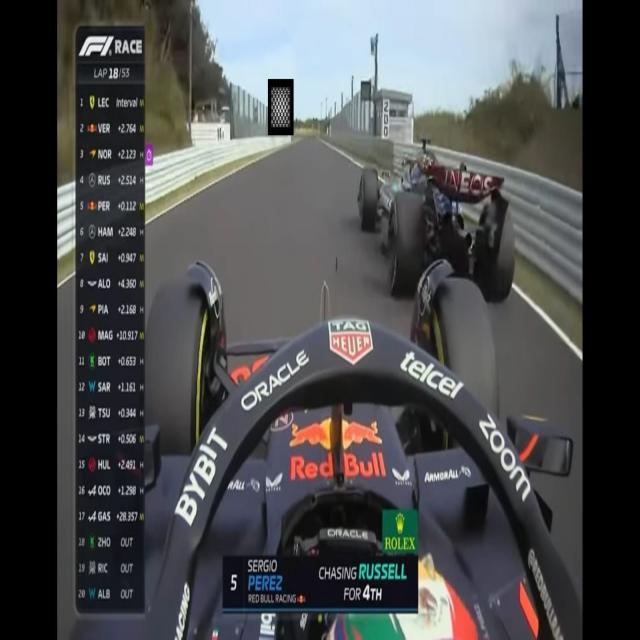 F1 RACE
LAP 18/53
1 LEC Interval M
2 VER +2.764 M
3 NOR +2.123 H
4 RUS +2.514 H
5 PER +0.112 M
6 HAM +2.248 H
7 SAI +0.947 M
8 ALO +4.360 M
9 PIA +2.168 H
10 MAG +10.917 M
11 BOT +0.653 H
12 SAR +1.161 H
13 TSU +0.344 H
14 STR +0.506 M
15 HUL +2.491 H
16 OCO +1.298 H
17 GAS +28.357 M
18 ZHO OUT
19 RIC OUT
20 ALB OUT
200
INEOS
TAG
HEUER
ORACLE
telcel
BYBIT
zoom
Red Bull
ARMORALL
ORACLE
ROLEX
5 SERGIO
PEREZ
RED BULL RACING
CHASING RUSSELL
FOR 4TH
RACING